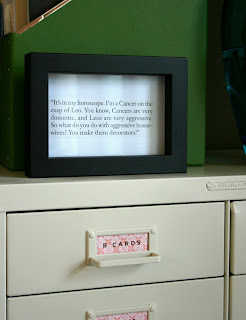 "It's in my horoscope. I'm a Cancer on the
cusp of Leo. You know, Cancers are very
domestic, and Leos are very aggressive.
So what do you do with aggressive house-
wives? You make them decorators!"
B CARDS
CARDS